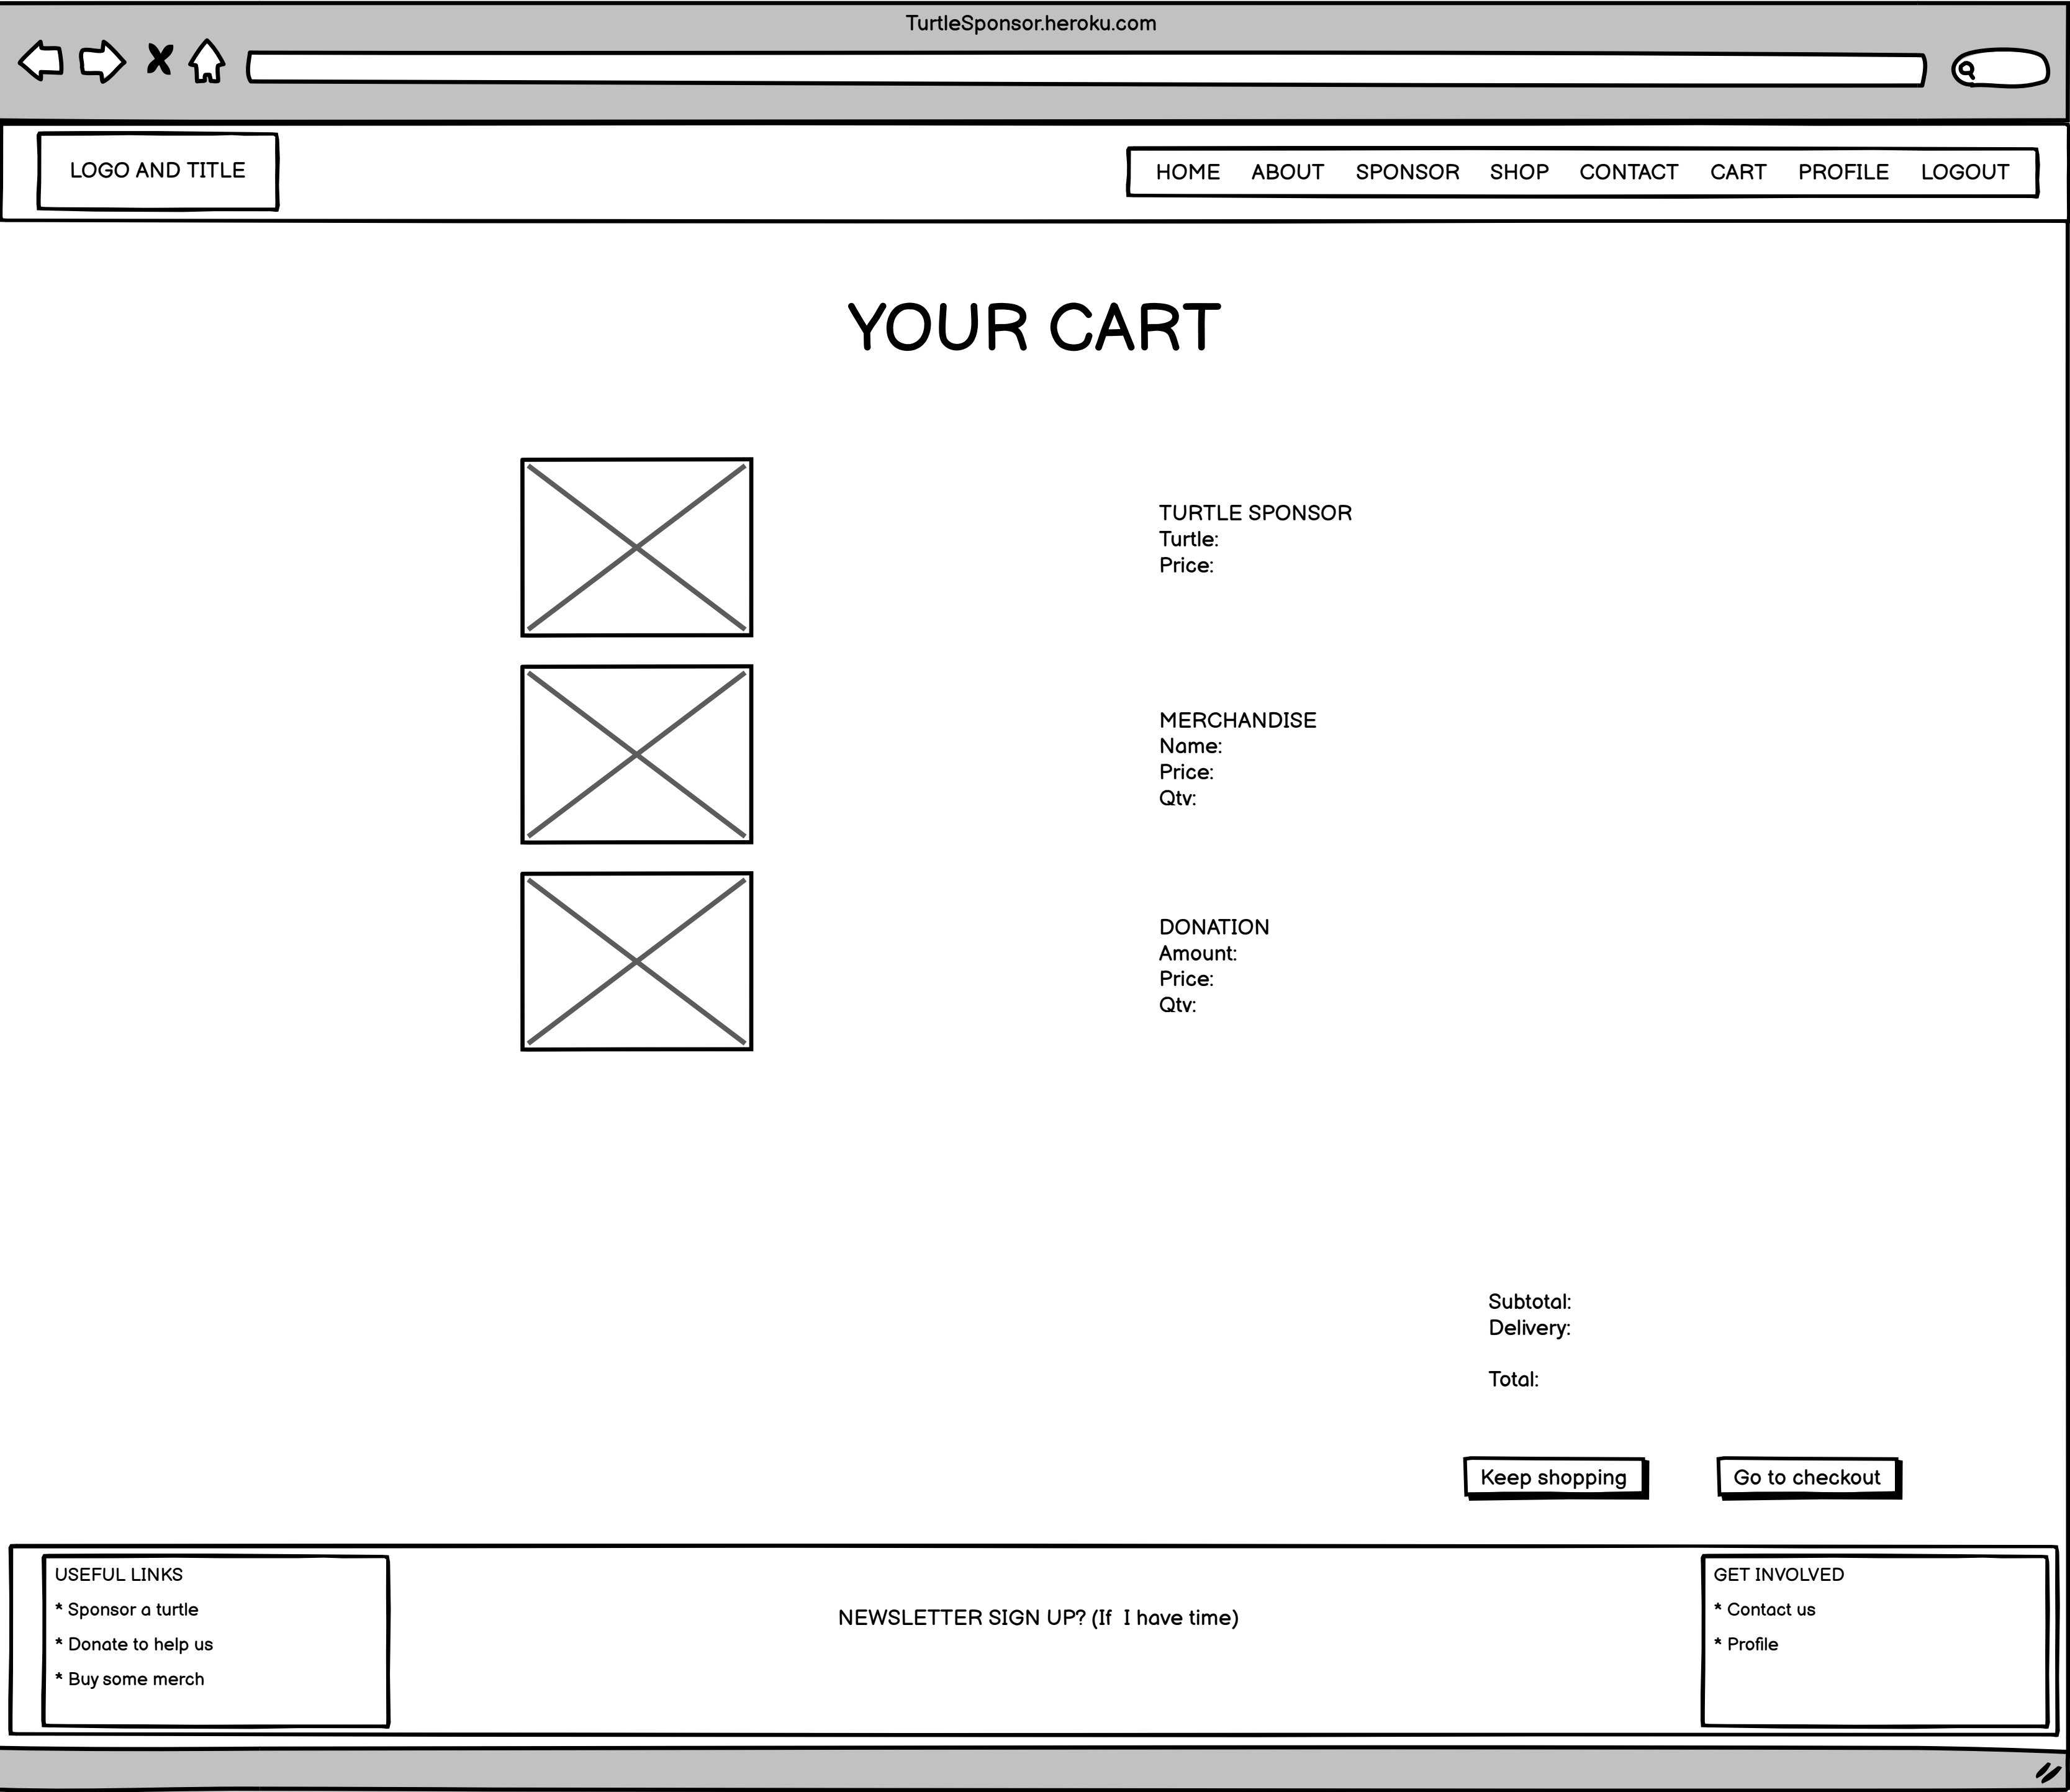 TurtleSponsor.heroku.com
LOGO AND TITLE
HOME ABOUT SPONSOR SHOP CONTACT CART PROFILE LOGOUT
YOUR CART
TURTLE SPONSOR
Turtle:
Price:
MERCHANDISE
Name:
Price:
Qtv:
DONATION
Amount:
Price:
Qtv:
Subtotal:
Delivery:
Total:
Keep shopping
Go to checkout
USEFUL LINKS
* Sponsor a turtle
* Donate to help us
* Buy some merch
NEWSLETTER SIGN UP? (If  I have time)
GET INVOLVED
* Contact us
* Profile